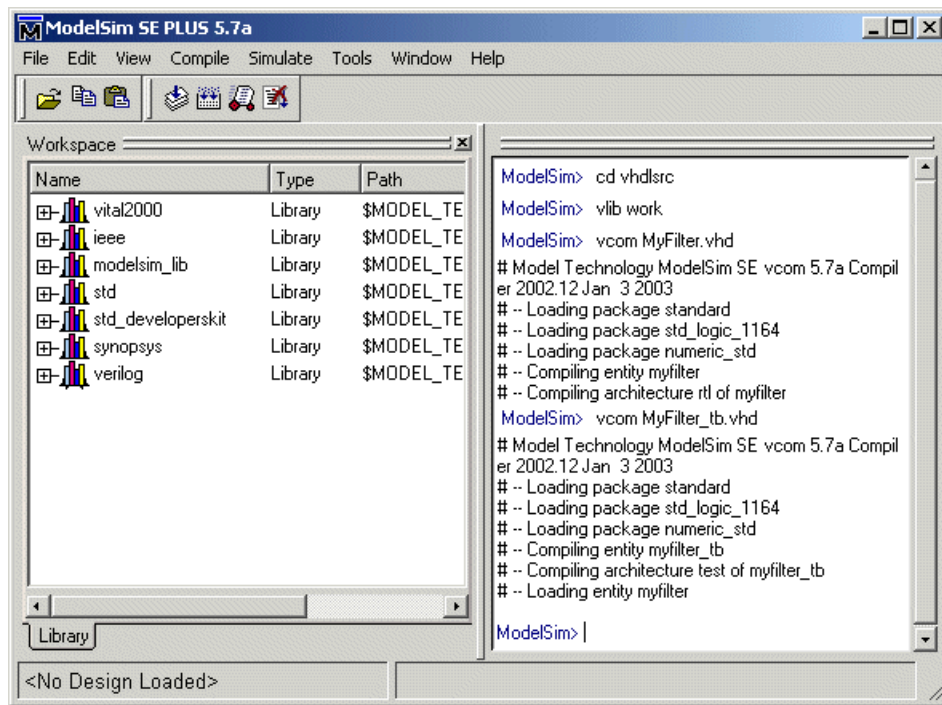 ModelSim SE PLUS 5.7a
File Edit View Compile Simulate Tools Window Help
Workspace
Name Type Path
vital2000 Library $MODEL_TE
ieee Library $MODEL_TE
modelsim_lib Library $MODEL_TE
std Library $MODEL_TE
std_developerskit Library $MODEL_TE
synopsys Library $MODEL_TE
verilog Library $MODEL_TE
Library
ModelSim> cd vhdlsrc
ModelSim> vlib work
ModelSim> vcom MyFilter.vhd
# Model Technology ModelSim SE vcom 5.7a Compil
er 2002.12 Jan 3 2003
# -- Loading package standard
# -- Loading package std_logic_1164
# -- Loading package numeric_std
# -- Compiling entity myfilter
# -- Compiling architecture rtl of myfilter
ModelSim> vcom MyFilter_tb.vhd
# Model Technology ModelSim SE vcom 5.7a Compil
er 2002.12 Jan 3 2003
# -- Loading package standard
# -- Loading package std_logic_1164
# -- Loading package numeric_std
# -- Compiling entity myfilter_tb
# -- Compiling architecture test of myfilter_tb
# -- Loading entity myfilter
ModelSim>
<No Design Loaded>